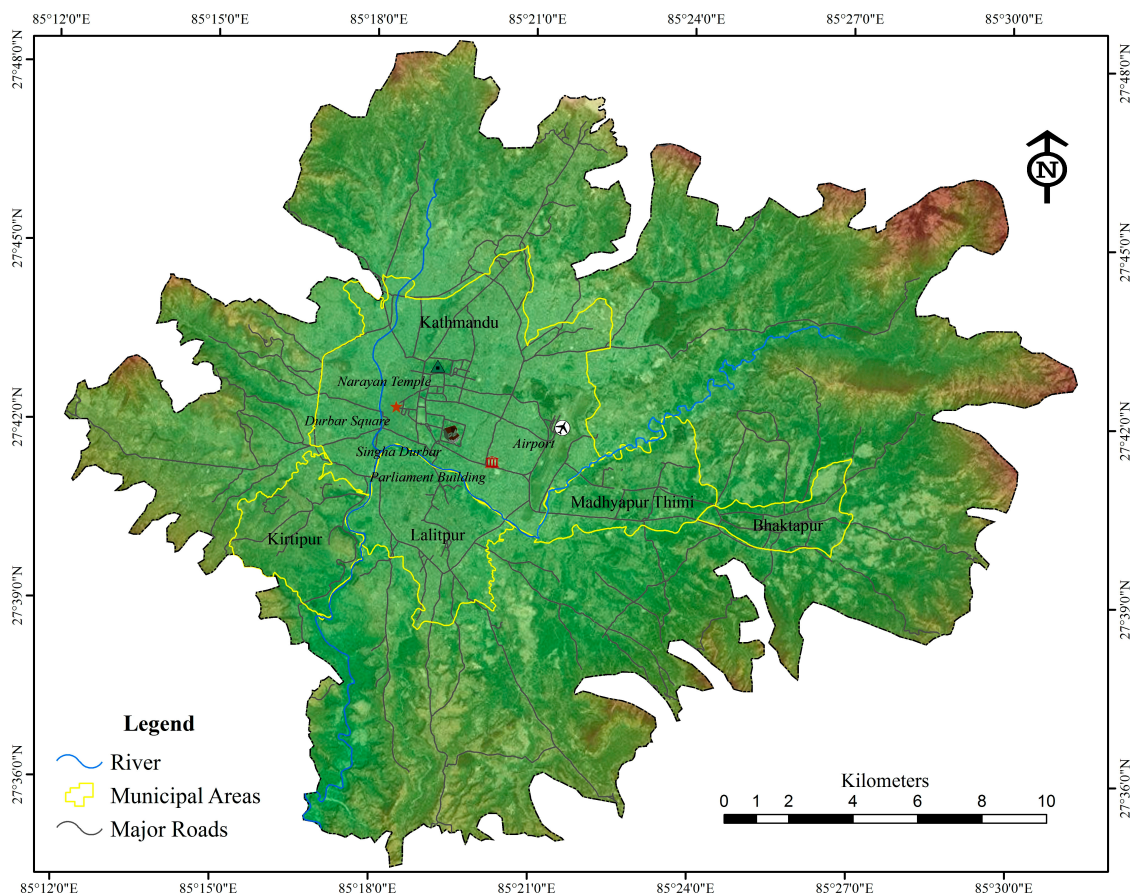 85°12'0"E 85°15'0"E 85°18'0"E 85°21'0"E 85°24'0"E 85°27'0"E 85°30'0"E
27°48'0"N
27°48'0"N
N
27°45'0"N
27°45'0"N
Kathmandu
Narayan Temple
27°42'0"N
27°42'0"N
Durbar Square
Airport
Singha Durbar
Parliament Building
Madhyapur Thimi
Bhaktapur
Lalitpur
Kirtipur
27°39'0"N
27°39'0"N
Legend
River
Municipal Areas
Major Roads
27°36'0"N
27°36'0"N
Kilometers
0 1 2 4 6 8 10
85°12'0"E 85°15'0"E 85°18'0"E 85°21'0"E 85°24'0"E 85°27'0"E 85°30'0"E